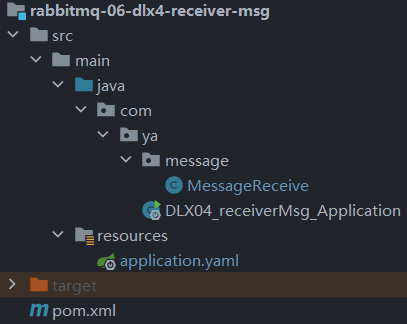 rabbitmq-06-dlx4-receiver-msg
src
main
java
com
ya
message
MessageReceive
DLX04_receiverMsg_Application
resources
application.yaml
target
pom.xml